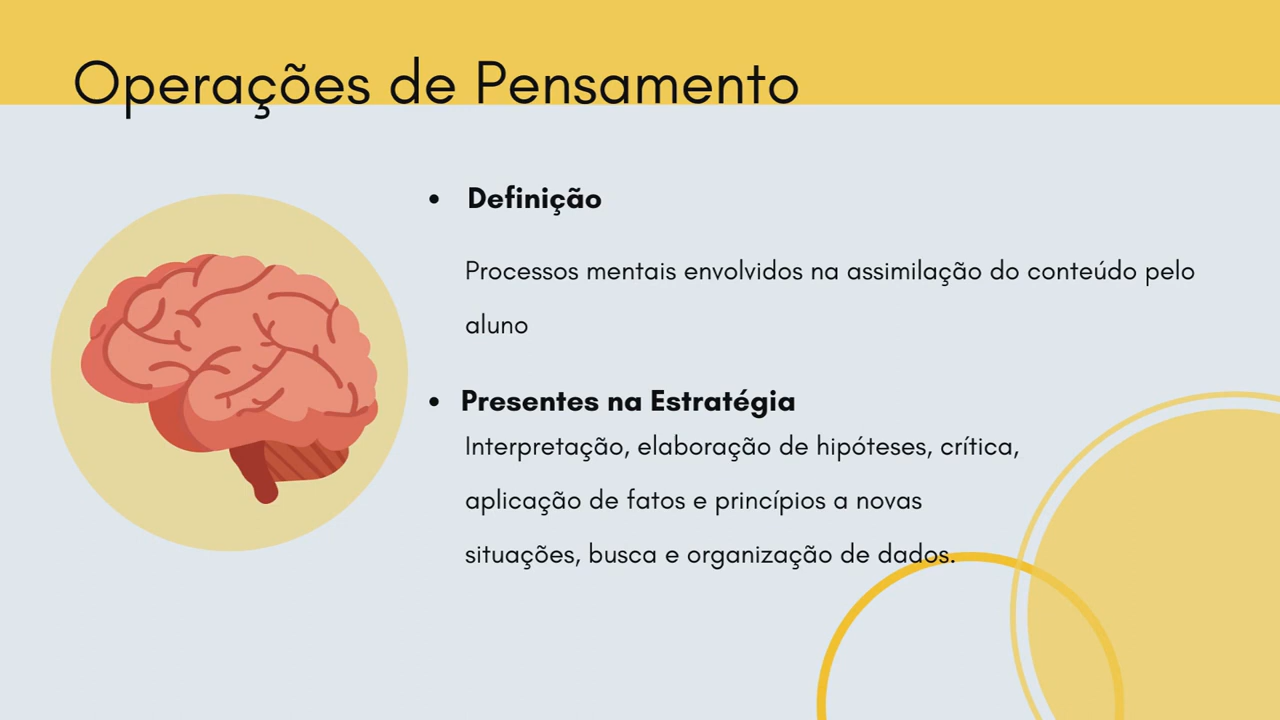 Operações de Pensamento
• Definição
Processos mentais envolvidos na assimilação do conteúdo pelo
aluno
• Presentes na Estratégia
Interpretação, elaboração de hipóteses, crítica,
aplicação de fatos e princípios a novas
situações, busca e organização de dados.